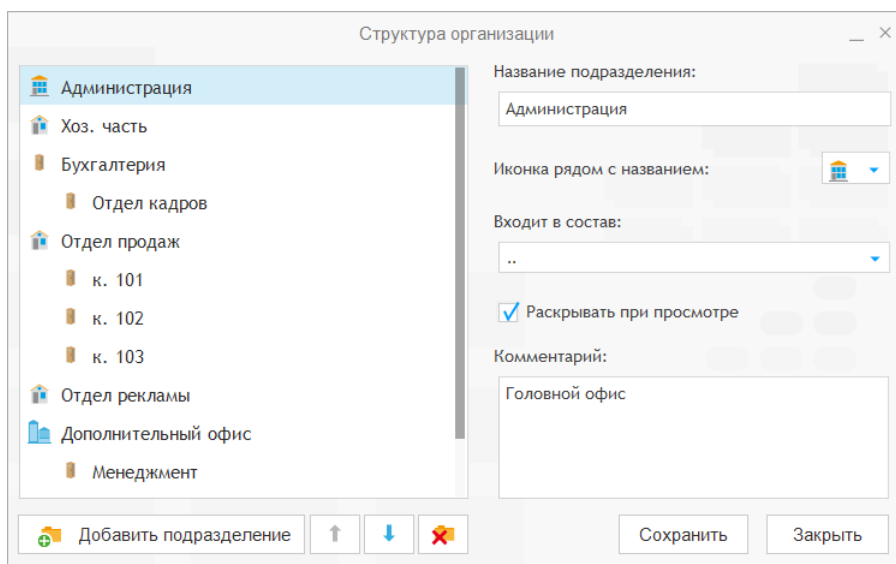 Структура организации
Администрация
Хоз. часть
Бухгалтерия
Отдел кадров
Отдел продаж
к. 101
к. 102
к. 103
Отдел рекламы
Дополнительный офис
Менеджмент
Название подразделения:
Администрация
Иконка рядом с названием:
Входит в состав:
..
Раскрывать при просмотре
Комментарий:
Головной офис
Добавить подразделение
Сохранить
Закрыть